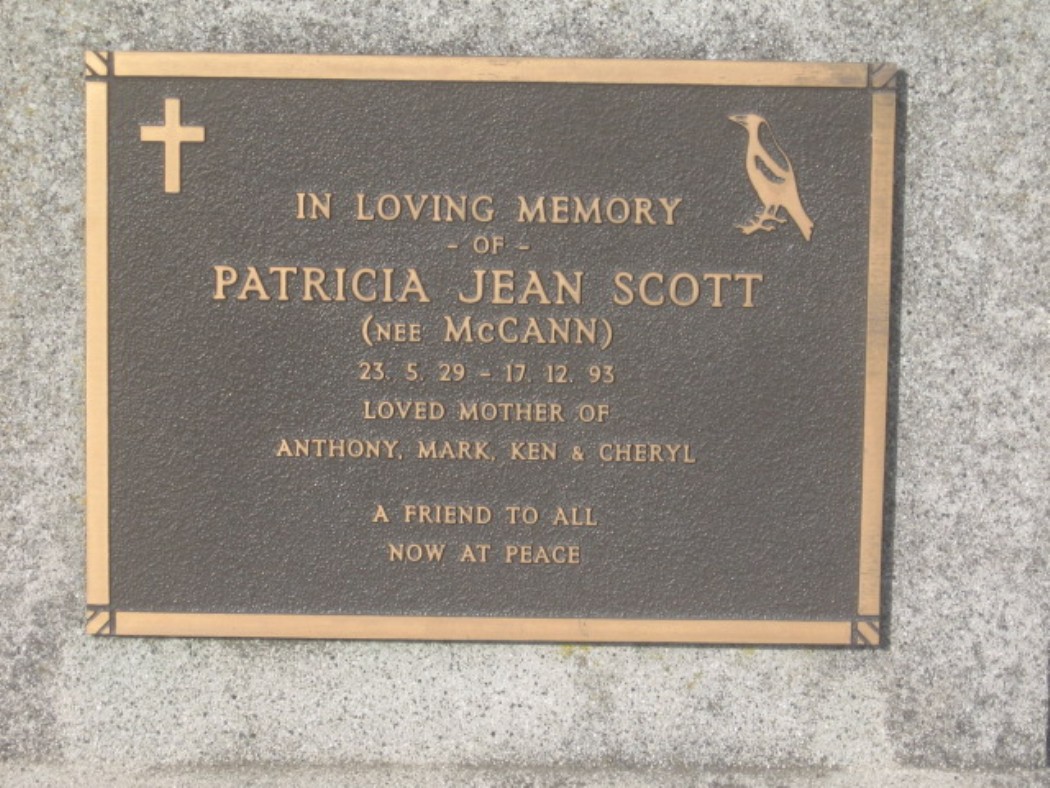 IN LOVING MEMORY
- OF -
PATRICIA JEAN SCOTT
(NEE McCANN)
23. 5. 29 - 17. 12. 93
LOVED MOTHER OF
ANTHONY, MARK, KEN & CHERYL
A FRIEND TO ALL
NOW AT PEACE